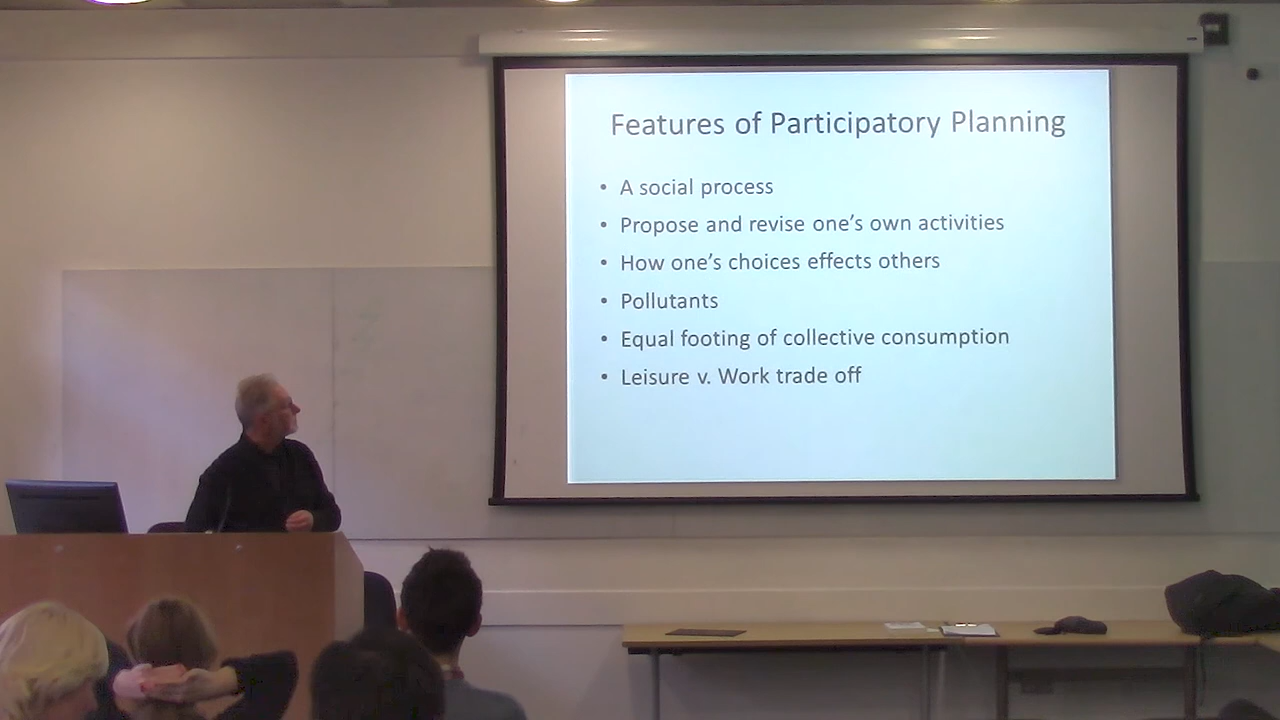 Features of Participatory Planning
• A social process
• Propose and revise one’s own activities
• How one’s choices effects others
• Pollutants
• Equal footing of collective consumption
• Leisure v. Work trade off